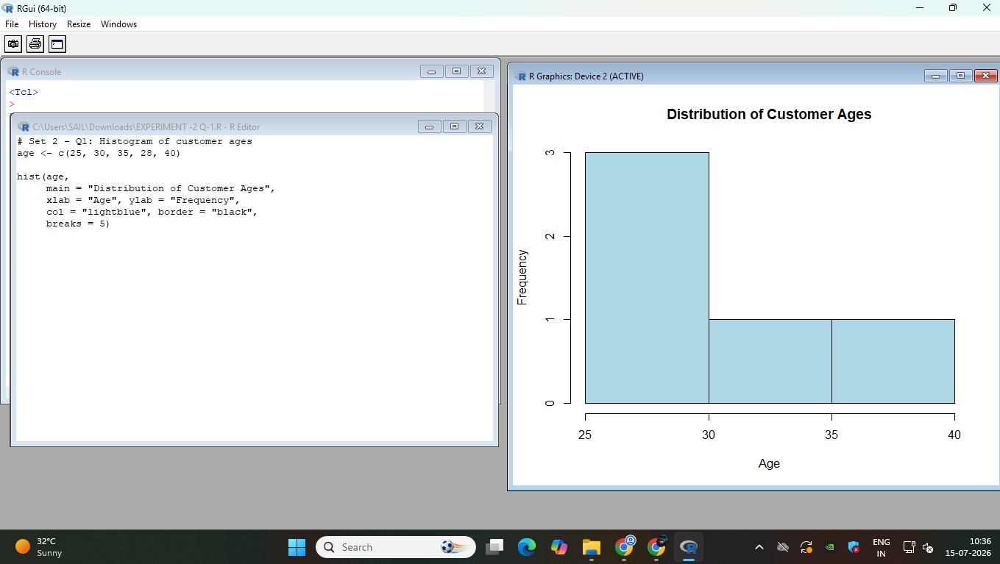 RGui (64-bit)
File History Resize Windows
R Console
<Tcl>
>
C:\Users\SAIL\Downloads\EXPERIMENT -2 Q-1.R - R Editor
# Set 2 - Q1: Histogram of customer ages
age <- c(25, 30, 35, 28, 40)
hist(age,
     main = "Distribution of Customer Ages",
     xlab = "Age", ylab = "Frequency",
     col = "lightblue", border = "black",
     breaks = 5)
R Graphics: Device 2 (ACTIVE)
Distribution of Customer Ages
Frequency
3
2
1
0
25 30 35 40
Age
32°C
Sunny
Search
ENG
IN
10:36
15-07-2026